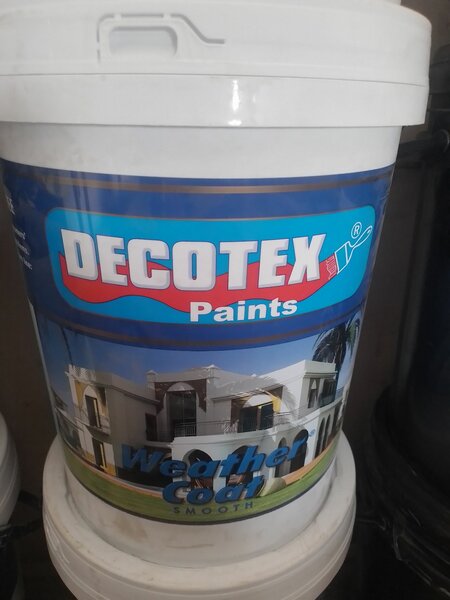 DECOTEX®
Paints
Weather
Coat
SMOOTH